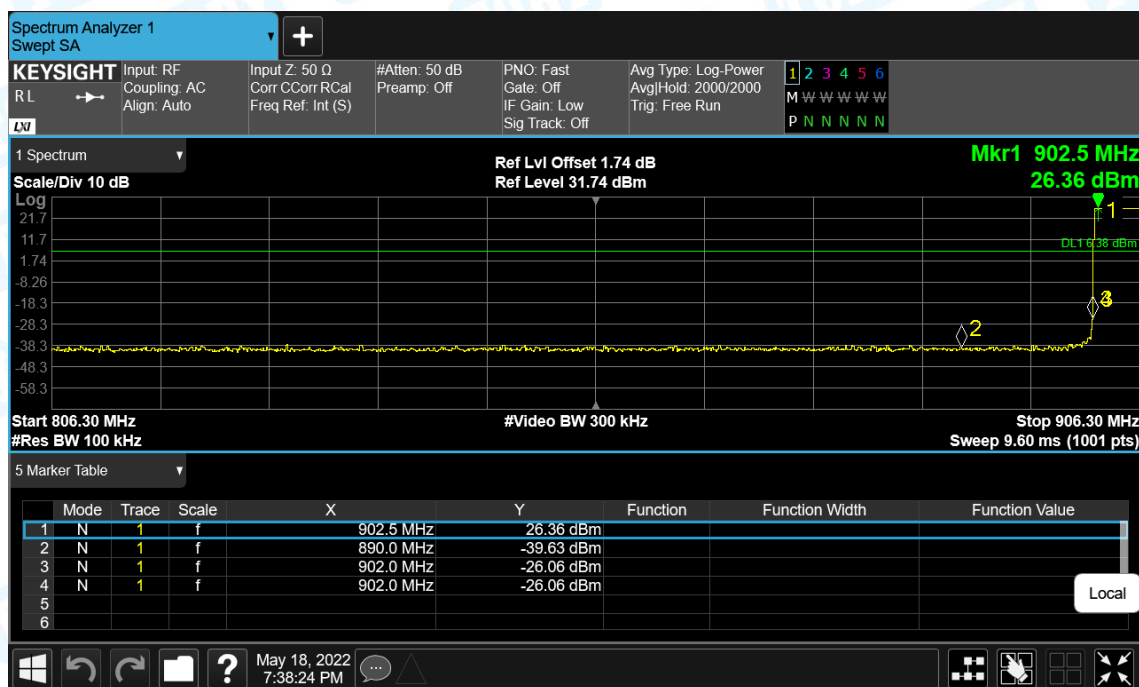 Spectrum Analyzer 1
Swept SA
+
KEYSIGHT Input: RF Input Z: 50 Ω #Atten: 50 dB PNO: Fast Avg Type: Log-Power 1 2 3 4 5 6
R L Coupling: AC Corr CCorr RCal Preamp: Off Gate: Off Avg|Hold: 2000/2000 M W W W W W
Align: Auto Freq Ref: Int (S) IF Gain: Low Trig: Free Run
LXI Sig Track: Off P N N N N N
1 Spectrum Ref Lvl Offset 1.74 dB Mkr1 902.5 MHz
Scale/Div 10 dB Ref Level 31.74 dBm 26.36 dBm
Log
1
21.7
11.7
DL1 6.38 dBm
1.74
-8.26
-18.3
3
-28.3
2
-38.3
-48.3
-58.3
Start 806.30 MHz #Video BW 300 kHz Stop 906.30 MHz
#Res BW 100 kHz Sweep 9.60 ms (1001 pts)
5 Marker Table
Mode Trace Scale X Y Function Function Width Function Value
1 N 1 f 902.5 MHz 26.36 dBm
2 N 1 f 890.0 MHz -39.63 dBm
3 N 1 f 902.0 MHz -26.06 dBm
4 N 1 f 902.0 MHz -26.06 dBm
5
6
Local
? May 18, 2022
7:38:24 PM